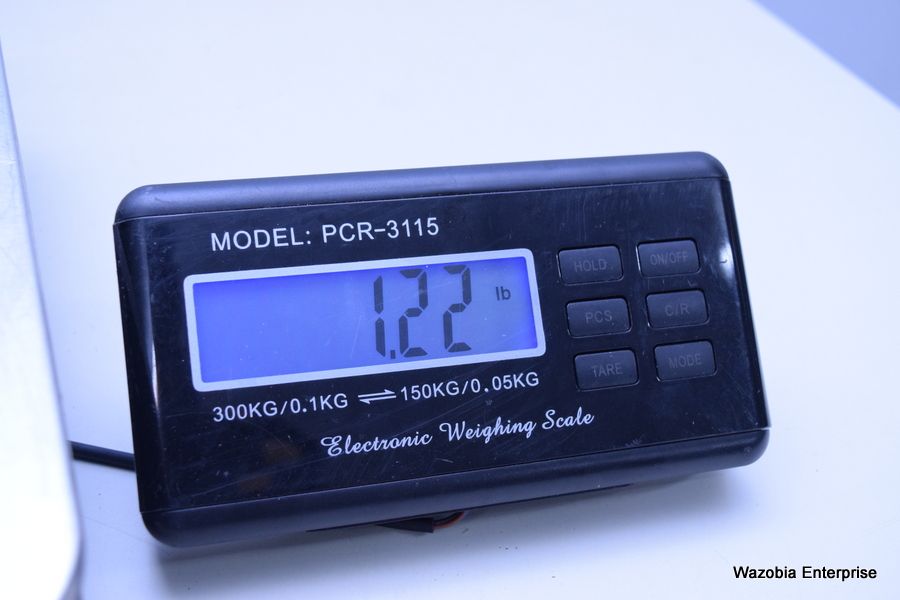 MODEL: PCR-3115
1.22 lb
HOLD ON/OFF
PCS C/R
TARE MODE
300KG/0.1KG ⇌ 150KG/0.05KG
Electronic Weighing Scale
Wazobia Enterprise